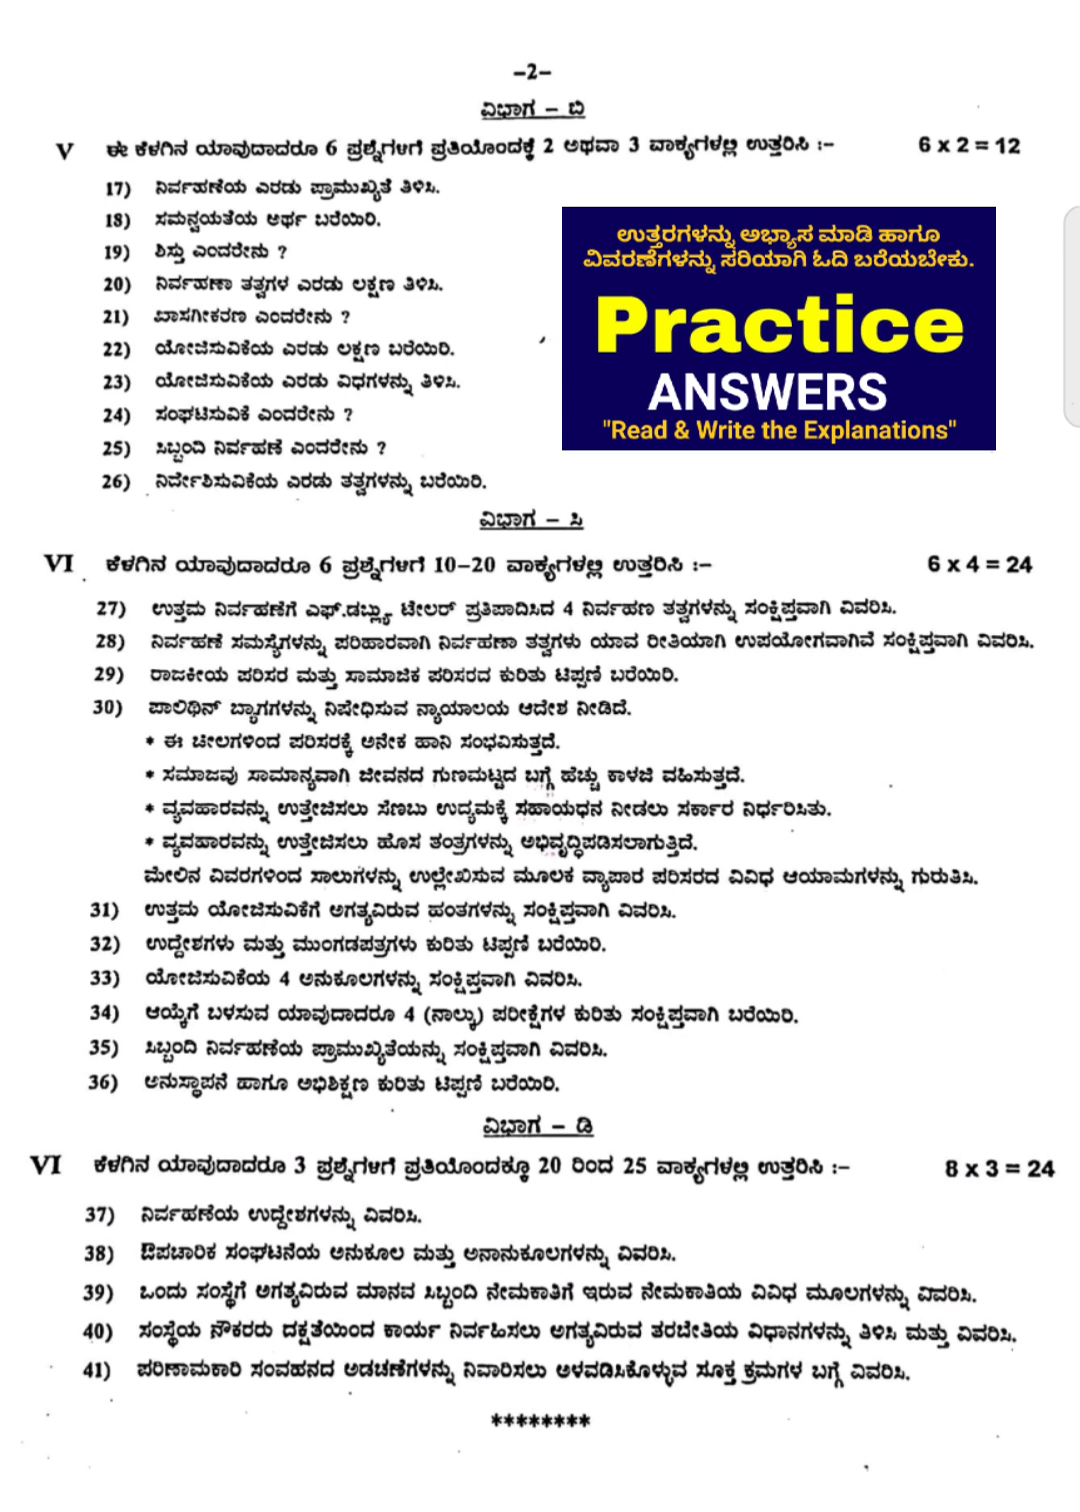 –2–
ವಿಭಾಗ – ಬಿ
V ಈ ಕೆಳಗಿನ ಯಾವುದಾದರೂ 6 ಪ್ರಶ್ನೆಗಳಿಗೆ ಪ್ರತಿಯೊಂದಕ್ಕೆ 2 ಅಥವಾ 3 ವಾಕ್ಯಗಳಲ್ಲಿ ಉತ್ತರಿಸಿ :– 6 x 2 = 12
17) ನಿರ್ವಹಣೆಯ ಎರಡು ಪ್ರಾಮುಖ್ಯತೆ ತಿಳಿಸಿ.
18) ಸಮನ್ವಯತೆಯ ಅರ್ಥ ಬರೆಯಿರಿ.
19) ಶಿಸ್ತು ಎಂದರೇನು ?
20) ನಿರ್ವಹಣಾ ತತ್ವಗಳ ಎರಡು ಲಕ್ಷಣ ತಿಳಿಸಿ.
21) ಖಾಸಗೀಕರಣ ಎಂದರೇನು ?
22) ಯೋಜಿಸುವಿಕೆಯ ಎರಡು ಲಕ್ಷಣ ಬರೆಯಿರಿ.
23) ಯೋಜಿಸುವಿಕೆಯ ಎರಡು ವಿಧಗಳನ್ನು ತಿಳಿಸಿ.
24) ಸಂಘಟಿಸುವಿಕೆ ಎಂದರೇನು ?
25) ಸಿಬ್ಬಂದಿ ನಿರ್ವಹಣೆ ಎಂದರೇನು ?
26) ನಿರ್ದೇಶಿಸುವಿಕೆಯ ಎರಡು ತತ್ವಗಳನ್ನು ಬರೆಯಿರಿ.
ಉತ್ತರಗಳನ್ನು ಅಭ್ಯಾಸ ಮಾಡಿ ಹಾಗೂ
ವಿವರಣೆಗಳನ್ನು ಸರಿಯಾಗಿ ಓದಿ ಬರೆಯಬೇಕು.
Practice
ANSWERS
"Read & Write the Explanations"
ವಿಭಾಗ – ಸಿ
VI ಕೆಳಗಿನ ಯಾವುದಾದರೂ 6 ಪ್ರಶ್ನೆಗಳಿಗೆ 10–20 ವಾಕ್ಯಗಳಲ್ಲಿ ಉತ್ತರಿಸಿ :– 6 x 4 = 24
27) ಉತ್ತಮ ನಿರ್ವಹಣೆಗೆ ಎಫ್.ಡಬ್ಲ್ಯು ಟೇಲರ್ ಪ್ರತಿಪಾದಿಸಿದ 4 ನಿರ್ವಹಣ ತತ್ವಗಳನ್ನು ಸಂಕ್ಷಿಪ್ತವಾಗಿ ವಿವರಿಸಿ.
28) ನಿರ್ವಹಣೆ ಸಮಸ್ಯೆಗಳನ್ನು ಪರಿಹಾರವಾಗಿ ನಿರ್ವಹಣಾ ತತ್ವಗಳು ಯಾವ ರೀತಿಯಾಗಿ ಉಪಯೋಗವಾಗಿವೆ ಸಂಕ್ಷಿಪ್ತವಾಗಿ ವಿವರಿಸಿ.
29) ರಾಜಕೀಯ ಪರಿಸರ ಮತ್ತು ಸಾಮಾಜಿಕ ಪರಿಸರದ ಕುರಿತು ಟಿಪ್ಪಣಿ ಬರೆಯಿರಿ.
30) ಪಾಲಿಥಿನ್ ಬ್ಯಾಗಗಳನ್ನು ನಿಷೇಧಿಸುವ ನ್ಯಾಯಾಲಯ ಆದೇಶ ನೀಡಿದೆ.
* ಈ ಚೀಲಗಳಿಂದ ಪರಿಸರಕ್ಕೆ ಅನೇಕ ಹಾನಿ ಸಂಭವಿಸುತ್ತದೆ.
* ಸಮಾಜವು ಸಾಮಾನ್ಯವಾಗಿ ಜೀವನದ ಗುಣಮಟ್ಟದ ಬಗ್ಗೆ ಹೆಚ್ಚು ಕಾಳಜಿ ವಹಿಸುತ್ತದೆ.
* ವ್ಯವಹಾರವನ್ನು ಉತ್ತೇಜಿಸಲು ಸೆಣಬು ಉದ್ಯಮಕ್ಕೆ ಸಹಾಯಧನ ನೀಡಲು ಸರ್ಕಾರ ನಿರ್ಧರಿಸಿತು.
* ವ್ಯವಹಾರವನ್ನು ಉತ್ತೇಜಿಸಲು ಹೊಸ ತಂತ್ರಗಳನ್ನು ಅಭಿವೃದ್ಧಿಪಡಿಸಲಾಗುತ್ತಿದೆ.
ಮೇಲಿನ ವಿವರಗಳಿಂದ ಸಾಲುಗಳನ್ನು ಉಲ್ಲೇಖಿಸುವ ಮೂಲಕ ವ್ಯಾಪಾರ ಪರಿಸರದ ವಿವಿಧ ಆಯಾಮಗಳನ್ನು ಗುರುತಿಸಿ.
31) ಉತ್ತಮ ಯೋಜಿಸುವಿಕೆಗೆ ಅಗತ್ಯವಿರುವ ಹಂತಗಳನ್ನು ಸಂಕ್ಷಿಪ್ತವಾಗಿ ವಿವರಿಸಿ.
32) ಉದ್ದೇಶಗಳು ಮತ್ತು ಮುಂಗಡಪತ್ರಗಳು ಕುರಿತು ಟಿಪ್ಪಣಿ ಬರೆಯಿರಿ.
33) ಯೋಜಿಸುವಿಕೆಯ 4 ಅನುಕೂಲಗಳನ್ನು ಸಂಕ್ಷಿಪ್ತವಾಗಿ ವಿವರಿಸಿ.
34) ಆಯ್ಕೆಗೆ ಬಳಸುವ ಯಾವುದಾದರೂ 4 (ನಾಲ್ಕು) ಪರೀಕ್ಷೆಗಳ ಕುರಿತು ಸಂಕ್ಷಿಪ್ತವಾಗಿ ಬರೆಯಿರಿ.
35) ಸಿಬ್ಬಂದಿ ನಿರ್ವಹಣೆಯ ಪ್ರಾಮುಖ್ಯತೆಯನ್ನು ಸಂಕ್ಷಿಪ್ತವಾಗಿ ವಿವರಿಸಿ.
36) ಅನುಸ್ಥಾಪನೆ ಹಾಗೂ ಅಭಿಶಿಕ್ಷಣ ಕುರಿತು ಟಿಪ್ಪಣಿ ಬರೆಯಿರಿ.
ವಿಭಾಗ – ಡಿ
VI ಕೆಳಗಿನ ಯಾವುದಾದರೂ 3 ಪ್ರಶ್ನೆಗಳಿಗೆ ಪ್ರತಿಯೊಂದಕ್ಕೂ 20 ರಿಂದ 25 ವಾಕ್ಯಗಳಲ್ಲಿ ಉತ್ತರಿಸಿ :– 8 x 3 = 24
37) ನಿರ್ವಹಣೆಯ ಉದ್ದೇಶಗಳನ್ನು ವಿವರಿಸಿ.
38) ಔಪಚಾರಿಕ ಸಂಘಟನೆಯ ಅನುಕೂಲ ಮತ್ತು ಅನಾನುಕೂಲಗಳನ್ನು ವಿವರಿಸಿ.
39) ಒಂದು ಸಂಸ್ಥೆಗೆ ಅಗತ್ಯವಿರುವ ಮಾನವ ಸಿಬ್ಬಂದಿ ನೇಮಕಾತಿಗೆ ಇರುವ ನೇಮಕಾತಿಯ ವಿವಿಧ ಮೂಲಗಳನ್ನು ವಿವರಿಸಿ.
40) ಸಂಸ್ಥೆಯ ನೌಕರರು ದಕ್ಷತೆಯಿಂದ ಕಾರ್ಯ ನಿರ್ವಹಿಸಲು ಅಗತ್ಯವಿರುವ ತರಬೇತಿಯ ವಿಧಾನಗಳನ್ನು ತಿಳಿಸಿ ಮತ್ತು ವಿವರಿಸಿ.
41) ಪರಿಣಾಮಕಾರಿ ಸಂವಹನದ ಅಡಚಣೆಗಳನ್ನು ನಿವಾರಿಸಲು ಅಳವಡಿಸಿಕೊಳ್ಳುವ ಸೂಕ್ತ ಕ್ರಮಗಳ ಬಗ್ಗೆ ವಿವರಿಸಿ.
********